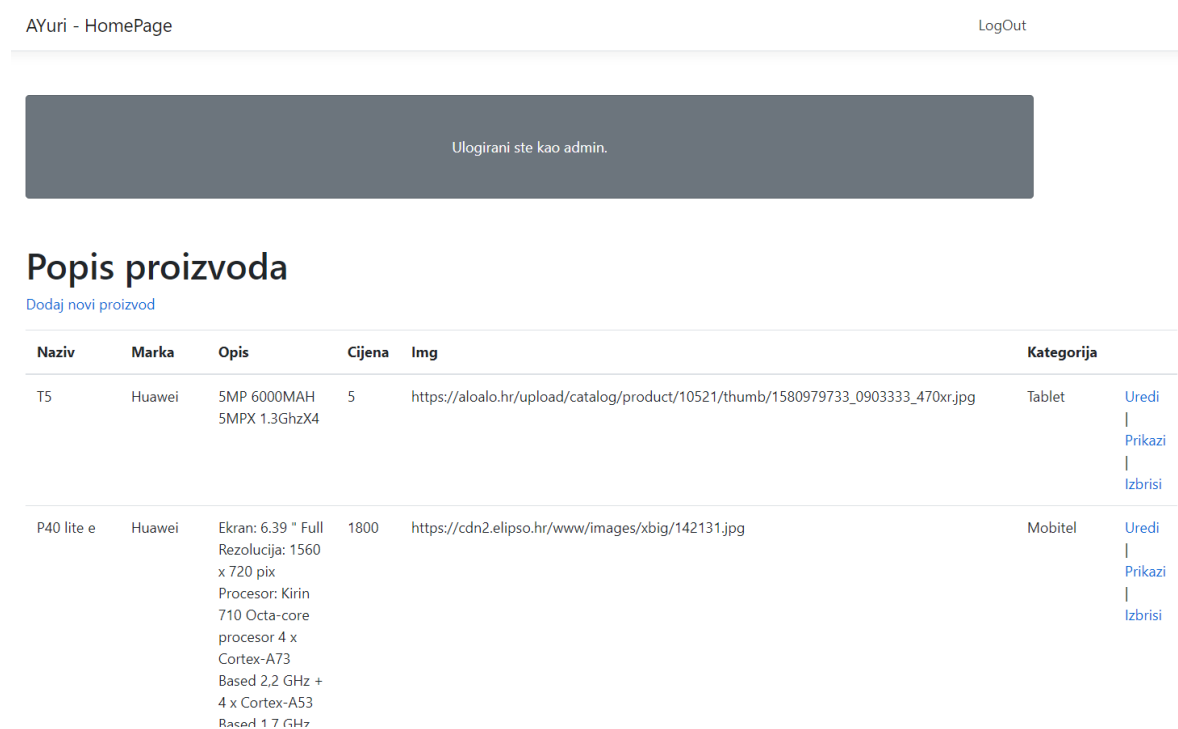 AYuri - HomePage LogOut
Ulogirani ste kao admin.
Popis proizvoda
Dodaj novi proizvod
Naziv Marka Opis Cijena Img Kategorija
T5 Huawei 5MP 6000MAH 5 https://aloalo.hr/upload/catalog/product/10521/thumb/1580979733_0903333_470xr.jpg Tablet Uredi
5MPX 1.3GhzX4 |
Prikazi
|
Izbrisi
P40 lite e Huawei Ekran: 6.39 " Full 1800 https://cdn2.elipso.hr/www/images/xbig/142131.jpg Mobitel Uredi
Rezolucija: 1560 |
x 720 pix Prikazi
Procesor: Kirin |
710 Octa-core Izbrisi
procesor 4 x
Cortex-A73
Based 2,2 GHz +
4 x Cortex-A53
Based 1,7 GHz